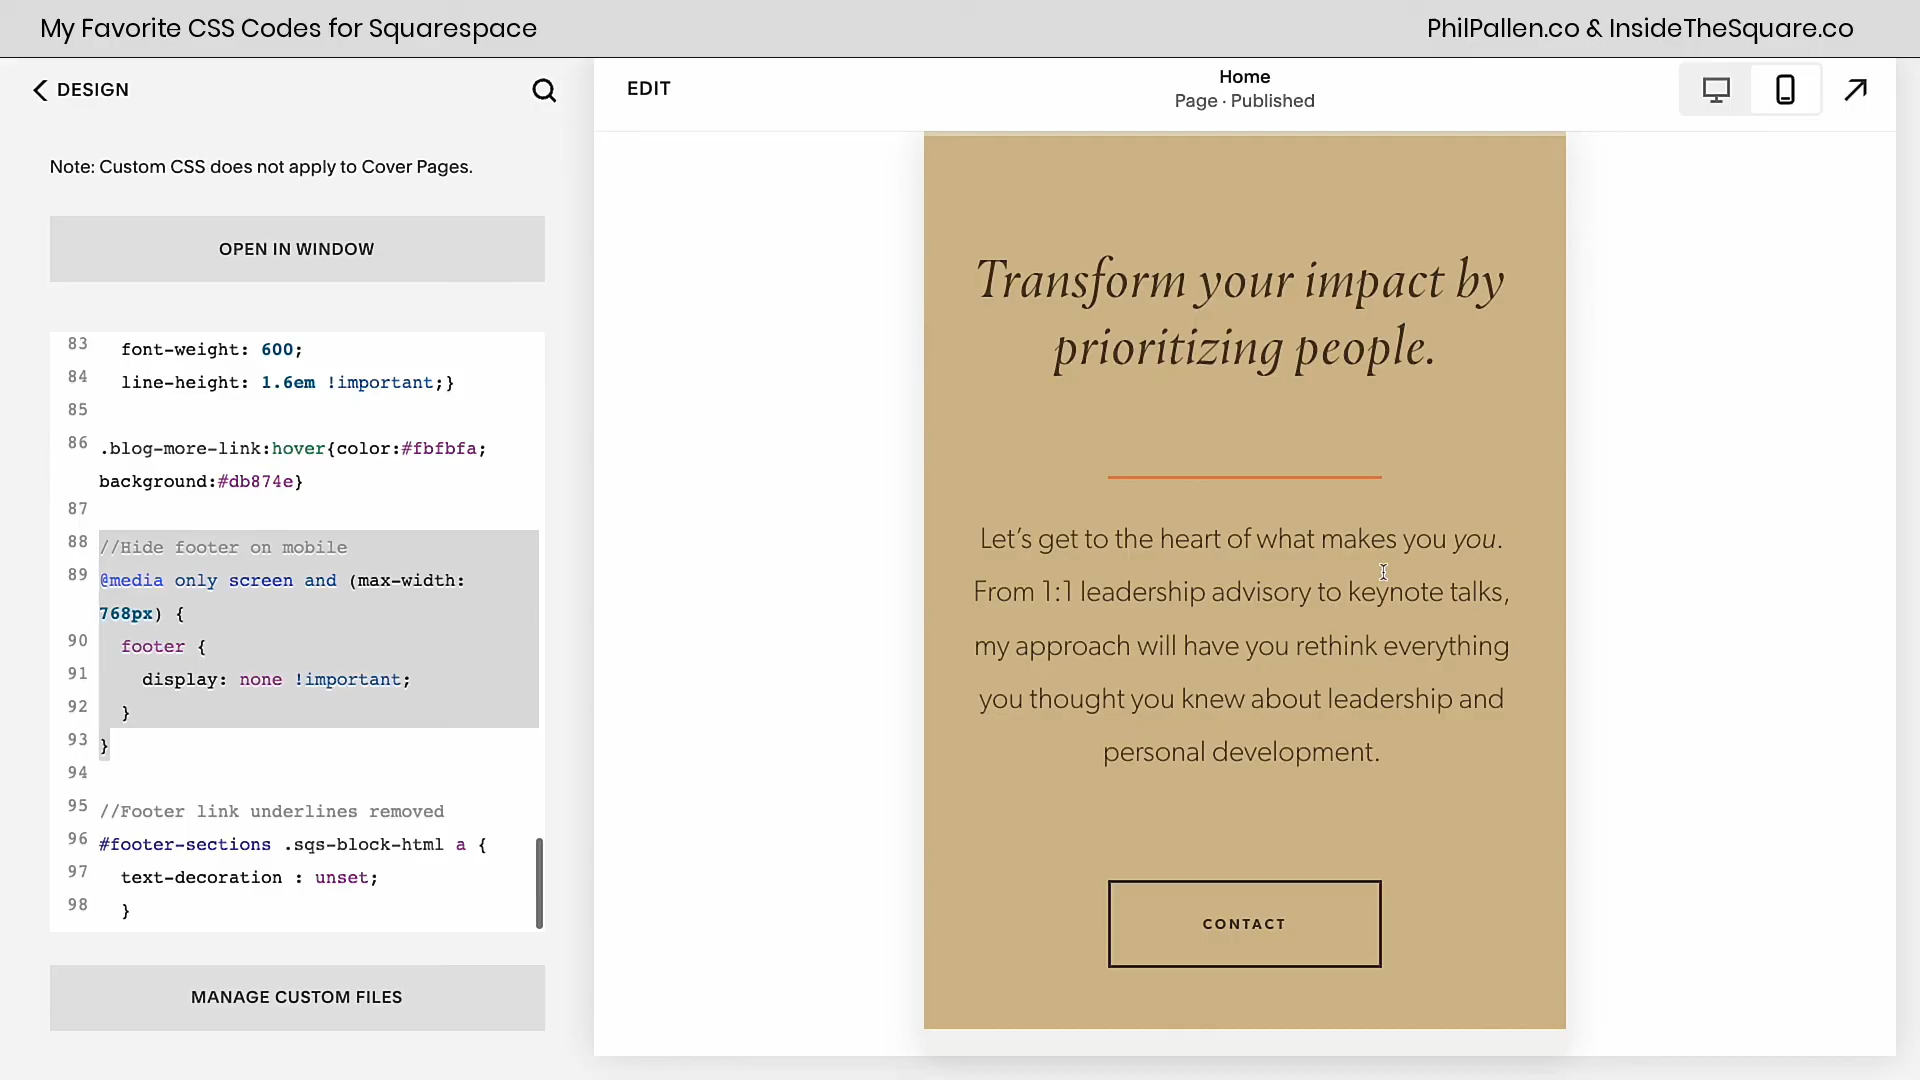 My Favorite CSS Codes for Squarespace
PhilPallen.co & InsideTheSquare.co
DESIGN
Note: Custom CSS does not apply to Cover Pages.
OPEN IN WINDOW
83 font-weight: 600;
84 line-height: 1.6em !important;}
85
86 .blog-more-link:hover{color:#fbfbfa;
background:#db874e}
87
88 //Hide footer on mobile
89 @media only screen and (max-width:
768px) {
90 footer {
91 display: none !important;
92 }
93 }
94
95 //Footer link underlines removed
96 #footer-sections .sqs-block-html a {
97 text-decoration : unset;
98 }
MANAGE CUSTOM FILES
EDIT
Home
Page · Published
Transform your impact by
prioritizing people.
Let’s get to the heart of what makes you you.
From 1:1 leadership advisory to keynote talks,
my approach will have you rethink everything
you thought you knew about leadership and
personal development.
CONTACT